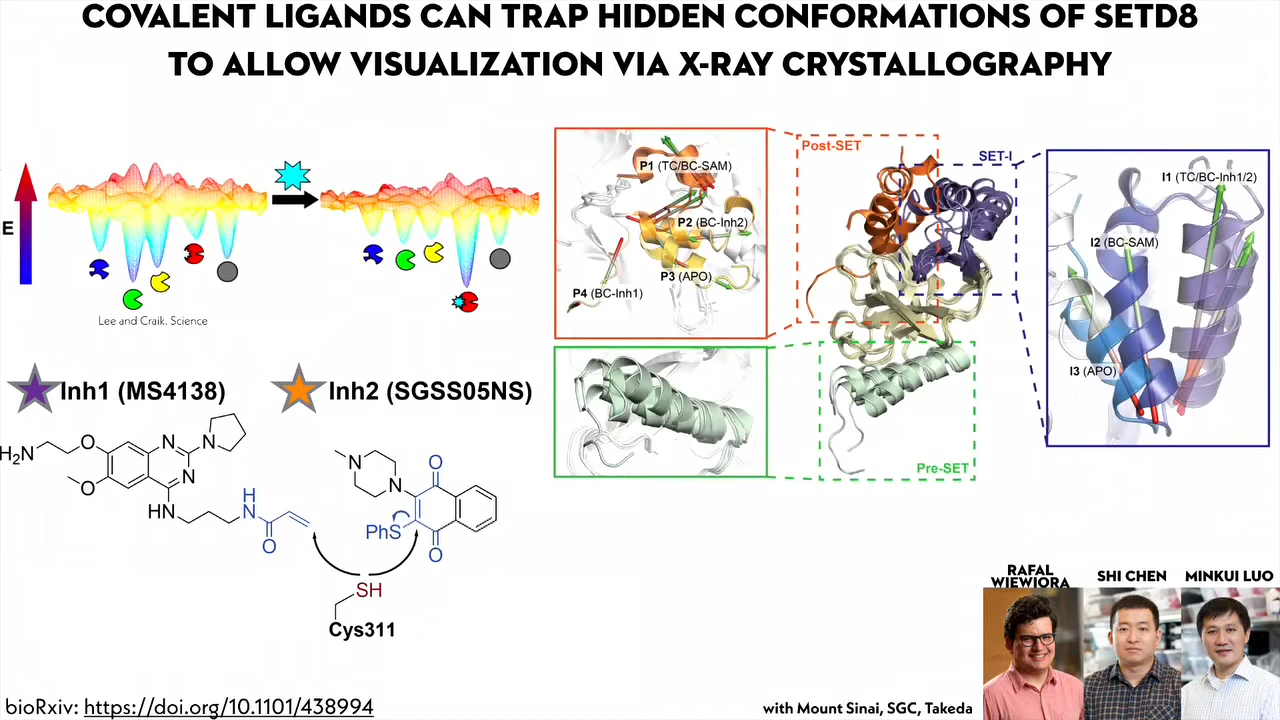 COVALENT LIGANDS CAN TRAP HIDDEN CONFORMATIONS OF SETD8
TO ALLOW VISUALIZATION VIA X-RAY CRYSTALLOGRAPHY
E
Lee and Craik. Science
Inh1 (MS4138)
Inh2 (SGSS05NS)
H2N
O
N
N
N
O
HN
H
N
O
N
N
O
PhS
O
SH
Cys311
P1 (TC/BC-SAM)
P2 (BC-Inh2)
P3 (APO)
P4 (BC-Inh1)
Post-SET
SET-I
Pre-SET
I1 (TC/BC-Inh1/2)
I2 (BC-SAM)
I3 (APO)
RAFAL
WIEWIORA
SHI CHEN
MINKUI LUO
bioRxiv: https://doi.org/10.1101/438994
with Mount Sinai, SGC, Takeda